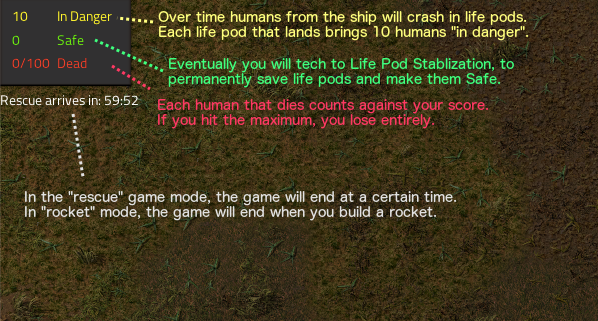 10 In Danger
Over time humans from the ship will crash in life pods.
Each life pod that lands brings 10 humans "in danger".
0 Safe
Eventually you will tech to Life Pod Stablization, to
permanently save life pods and make them Safe.
0/100 Dead
Each human that dies counts against your score.
If you hit the maximum, you lose entirely.
Rescue arrives in: 59:52
In the "rescue" game mode, the game will end at a certain time.
In "rocket" mode, the game will end when you build a rocket.